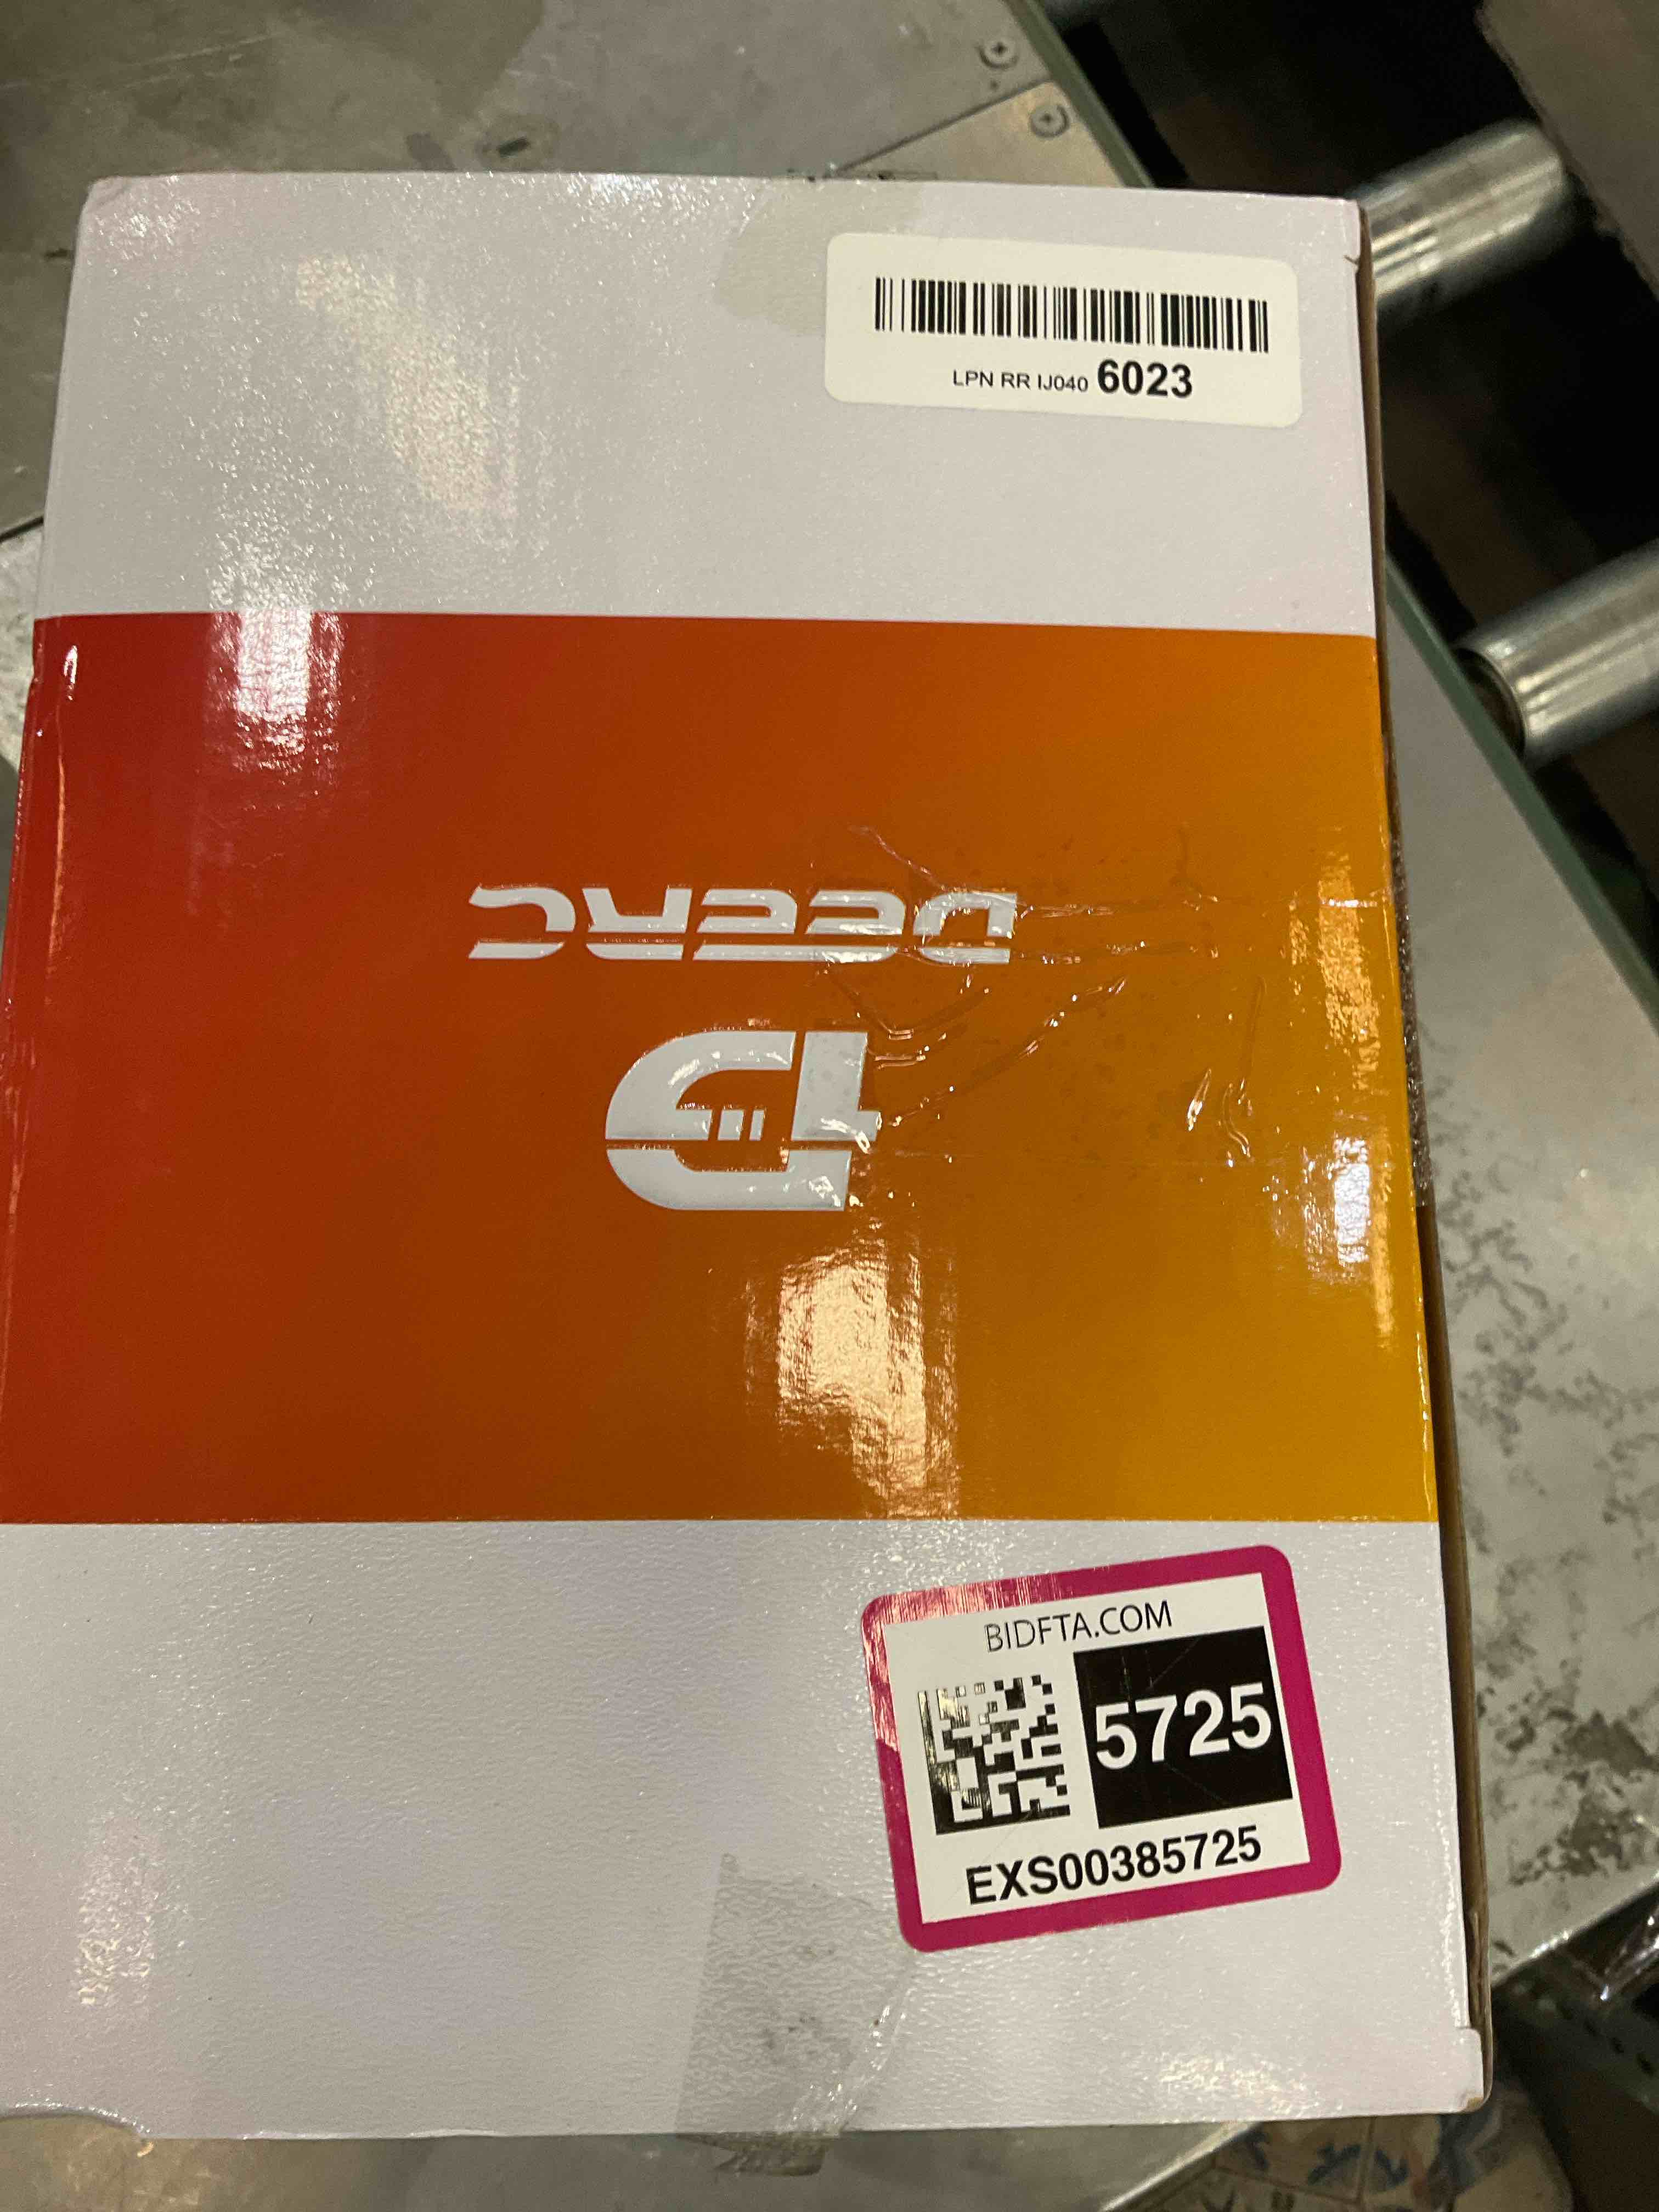 LPN RR IJ040 6023
DEERC
BIDFTA.COM
5725
EXS00385725